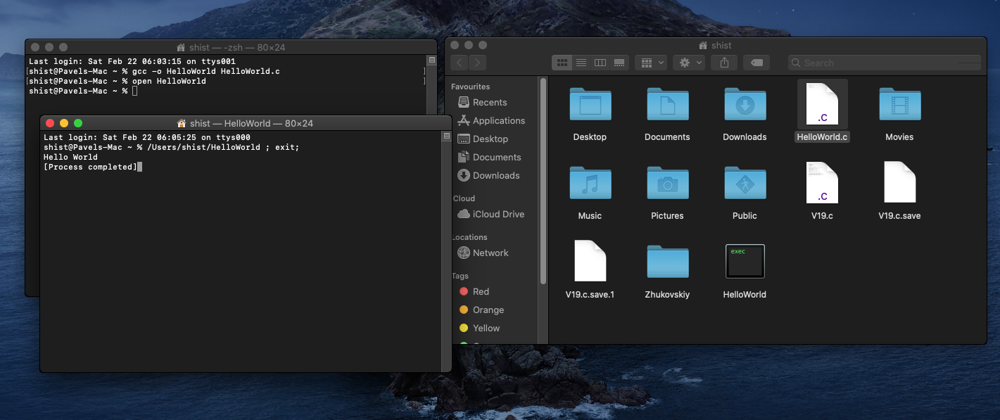 shist — -zsh — 80×24
Last login: Sat Feb 22 06:03:15 on ttys001
[shist@Pavels-Mac ~ % gcc -o HelloWorld HelloWorld.c ]
[shist@Pavels-Mac ~ % open HelloWorld ]
shist@Pavels-Mac ~ %
shist — HelloWorld — 80×24
Last login: Sat Feb 22 06:05:25 on ttys000
shist@Pavels-Mac ~ % /Users/shist/HelloWorld ; exit;
Hello World
[Process completed]
shist
Search
Favourites
Recents
Applications
Desktop
Documents
Downloads
Cloud
iCloud Drive
Locations
Network
Tags
Red
Orange
Yellow
.C
Desktop
Documents
Downloads
HelloWorld.c
Movies
.C
Music
Pictures
Public
V19.c
V19.c.save
exec
V19.c.save.1
Zhukovskiy
HelloWorld